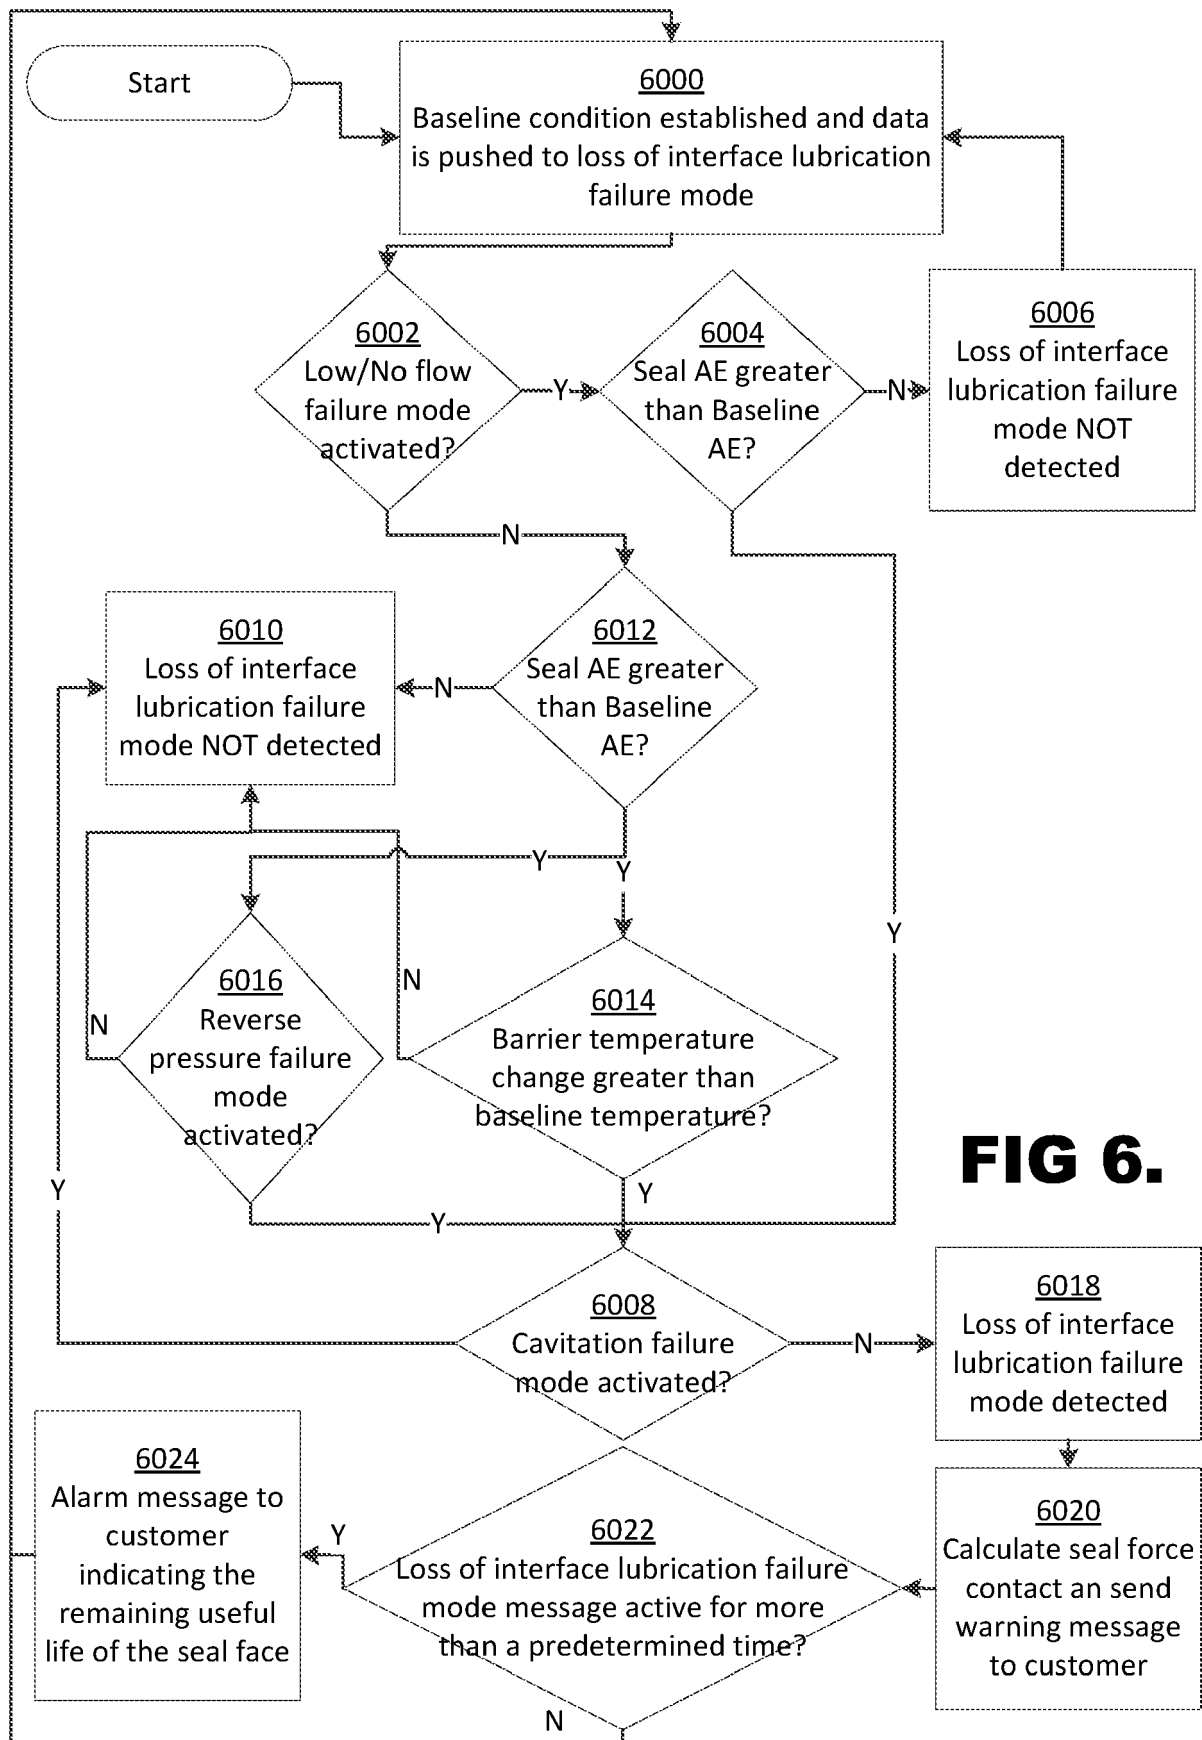 Start
6000
Baseline condition established and data
is pushed to loss of interface lubrication
failure mode
6002
Low/No flow
failure mode
activated?
Y
6004
Seal AE greater
than Baseline
AE?
N
6006
Loss of interface
lubrication failure
mode NOT
detected
N
6010
Loss of interface
lubrication failure
mode NOT detected
N
6012
Seal AE greater
than Baseline
AE?
Y
Y
Y
6016
Reverse
pressure failure
mode
activated?
N
N
6014
Barrier temperature
change greater than
baseline temperature?
FIG 6.
Y
Y
Y
6008
Cavitation failure
mode activated?
N
6018
Loss of interface
lubrication failure
mode detected
6024
Alarm message to
customer
indicating the
remaining useful
life of the seal face
Y
6022
Loss of interface lubrication failure
mode message active for more
than a predetermined time?
6020
Calculate seal force
contact an send
warning message
to customer
N